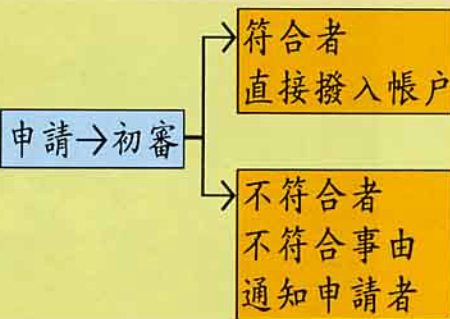 申請→初審
符合者
直接撥入帳户
不符合者
不符合事由
通知申請者